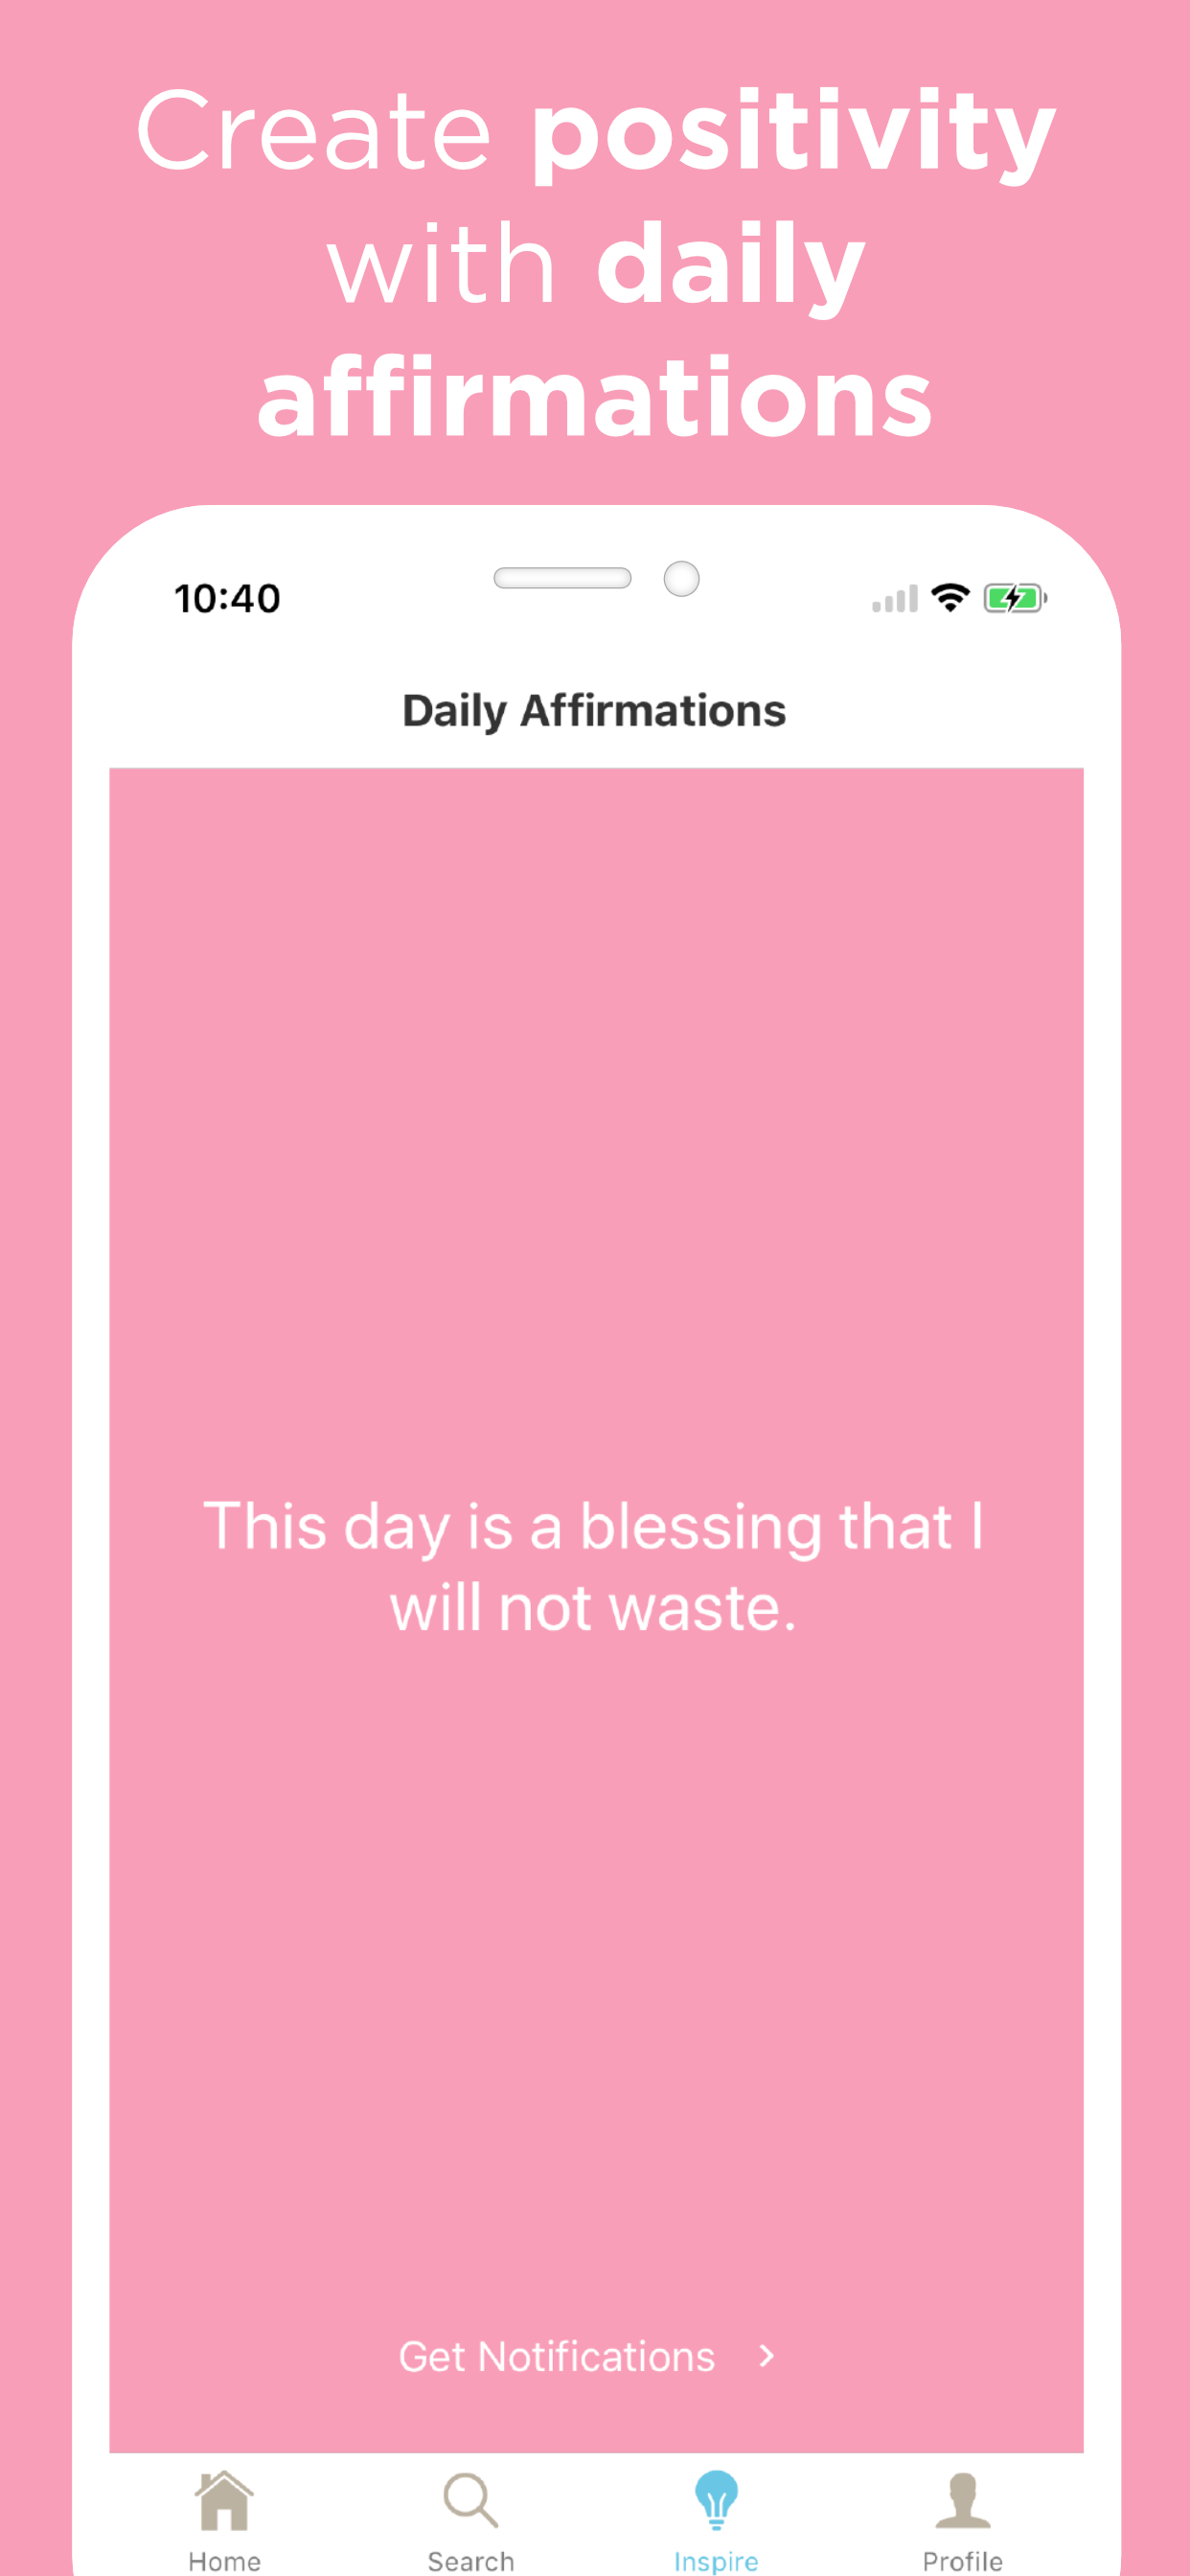 Create positivity
with daily
affirmations
10:40
Daily Affirmations
This day is a blessing that I
will not waste.
Get Notifications
Home Search Inspire Profile